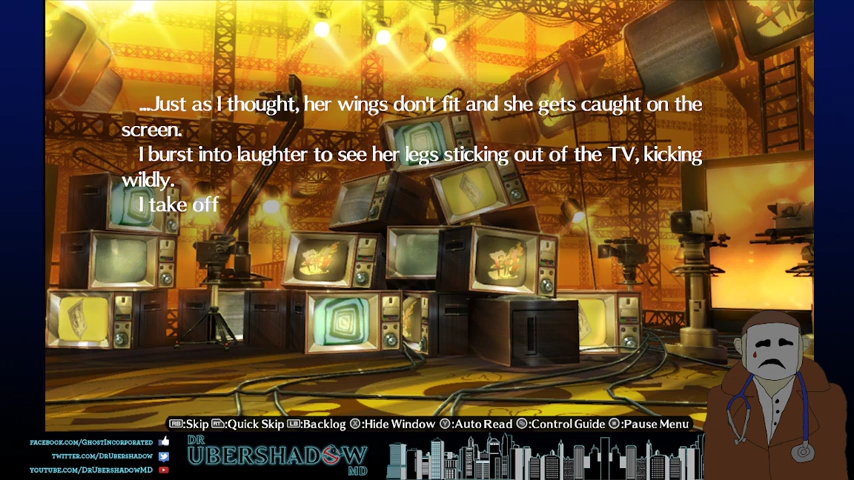 ...Just as I thought, her wings don't fit and she gets caught on the
screen.
I burst into laughter to see her legs sticking out of the TV, kicking
wildly.
I take off
RB:Skip RT:Quick Skip LB:Backlog X:Hide Window Y:Auto Read :Control Guide :Pause Menu
FACEBOOK.COM/GHOSTINCORPORATED
TWITTER.COM/DRUBERSHADOW
YOUTUBE.COM/DRUBERSHADOWMD
DR
UBERSHADOW
MD